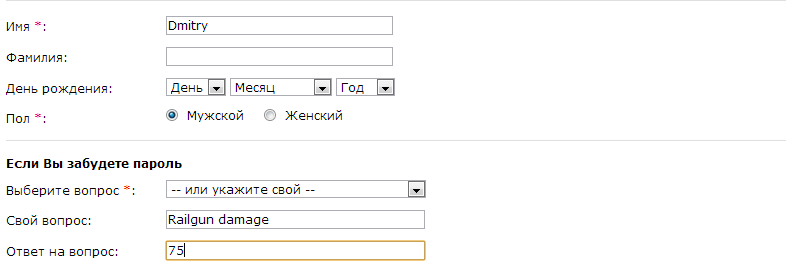 Имя *: Dmitry
Фамилия:
День рождения: День Месяц Год
Пол *: Мужской Женский
Если Вы забудете пароль
Выберите вопрос *: -- или укажите свой --
Свой вопрос: Railgun damage
Ответ на вопрос: 75